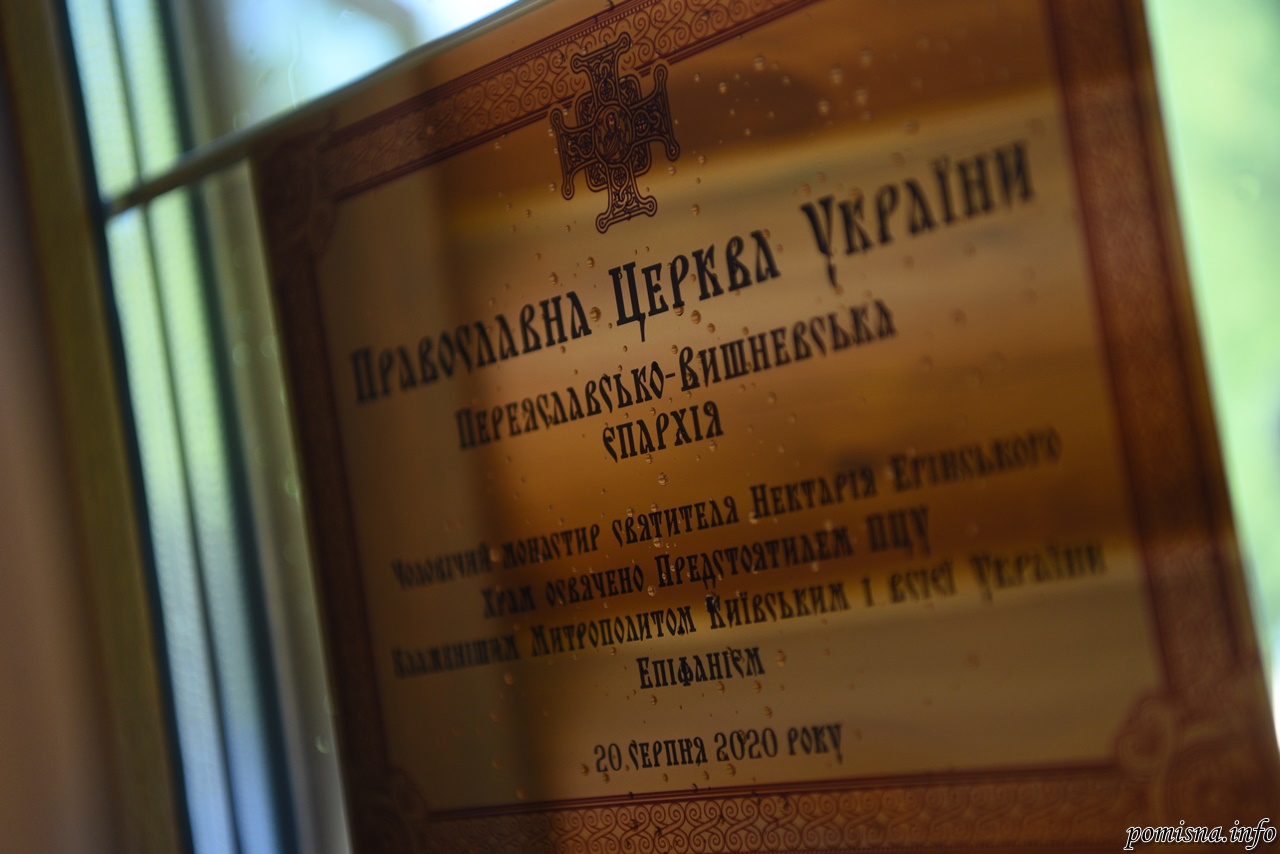 Православна Церква України
Переяславсько-Вишневська
єпархія
Чоловічий монастир святителя Нектарія Егінського
Храм освячено Предстоятелем ПЦУ
Блаженішим Митрополитом Київським і всієї України
Епіфанієм
20 серпня 2020 року
pomisna.info